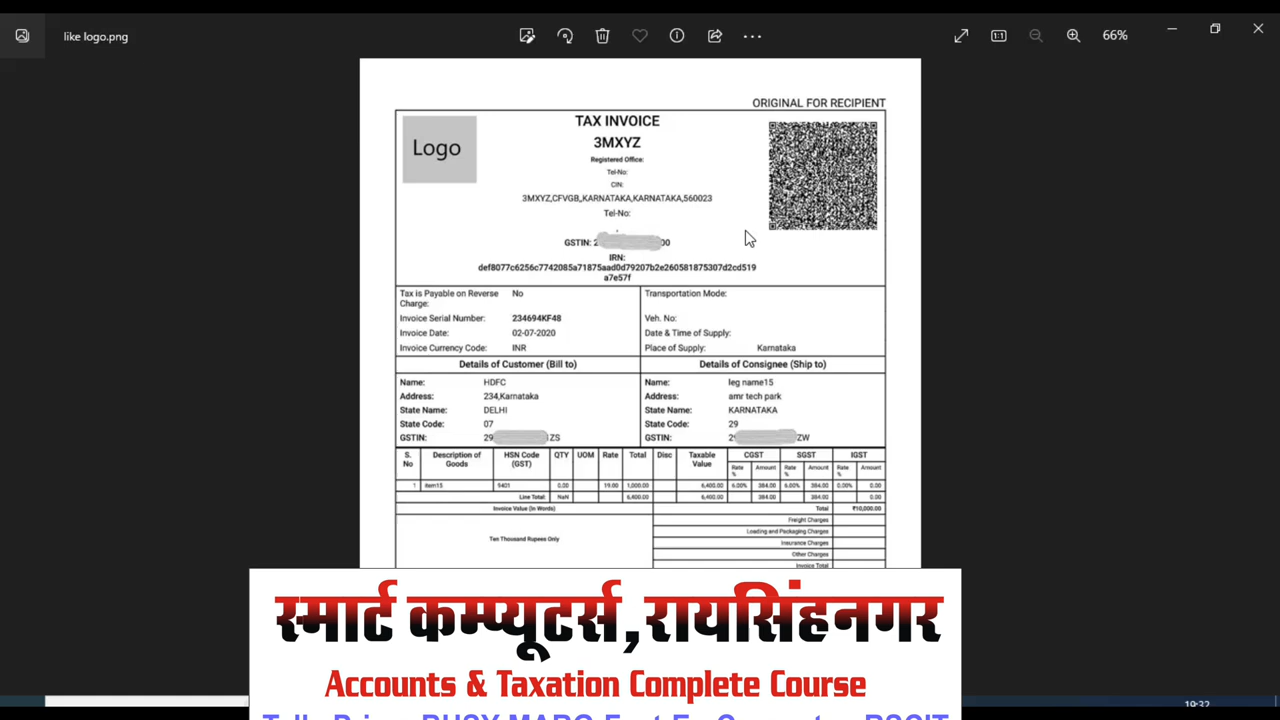 like logo.png
66%
ORIGINAL FOR RECIPIENT
Logo
TAX INVOICE
3MXYZ
Registered Office:
Tel-No:
CIN:
3MXYZ,CFVGB,,KARNATAKA,KARNATAKA,560023
Tel-No:
GSTIN: 2 00
IRN:
def8077c6256c7742085a71875aad0d79207b2e260581875307d2cd519
a7e57f
Tax is Payable on Reverse Charge: No
Transportation Mode:
Invoice Serial Number: 234694KF48
Veh. No:
Invoice Date: 02-07-2020
Date & Time of Supply:
Invoice Currency Code: INR
Place of Supply: Karnataka
Details of Customer (Bill to)
Details of Consignee (Ship to)
Name: HDFC
Name: leg name15
Address: 234,Karnataka
Address: amr tech park
State Name: DELHI
State Name: KARNATAKA
State Code: 07
State Code: 29
GSTIN: 29 ZS
GSTIN: 29 ZW
S. No Description of Goods HSN Code (GST) QTY UOM Rate Total Disc Taxable Value CGST SGST IGST
Rate % Amount Rate % Amount Rate % Amount
1 item15 9401 0.00 19.00 1,000.00 6,400.00 6.00% 384.00 6.00% 384.00 0.00% 0.00
Line Total: NaN 6,400.00 6,400.00 384.00 384.00 0.00
Invoice Value (In Words)
Total ₹10,000.00
Freight Charges
Loading and Packaging Charges
Ten Thousand Rupees Only
Insurance Charges
Other Charges
Invoice Total
स्मार्ट कम्प्यूटर्स,रायसिंहनगर
Accounts & Taxation Complete Course
19:32